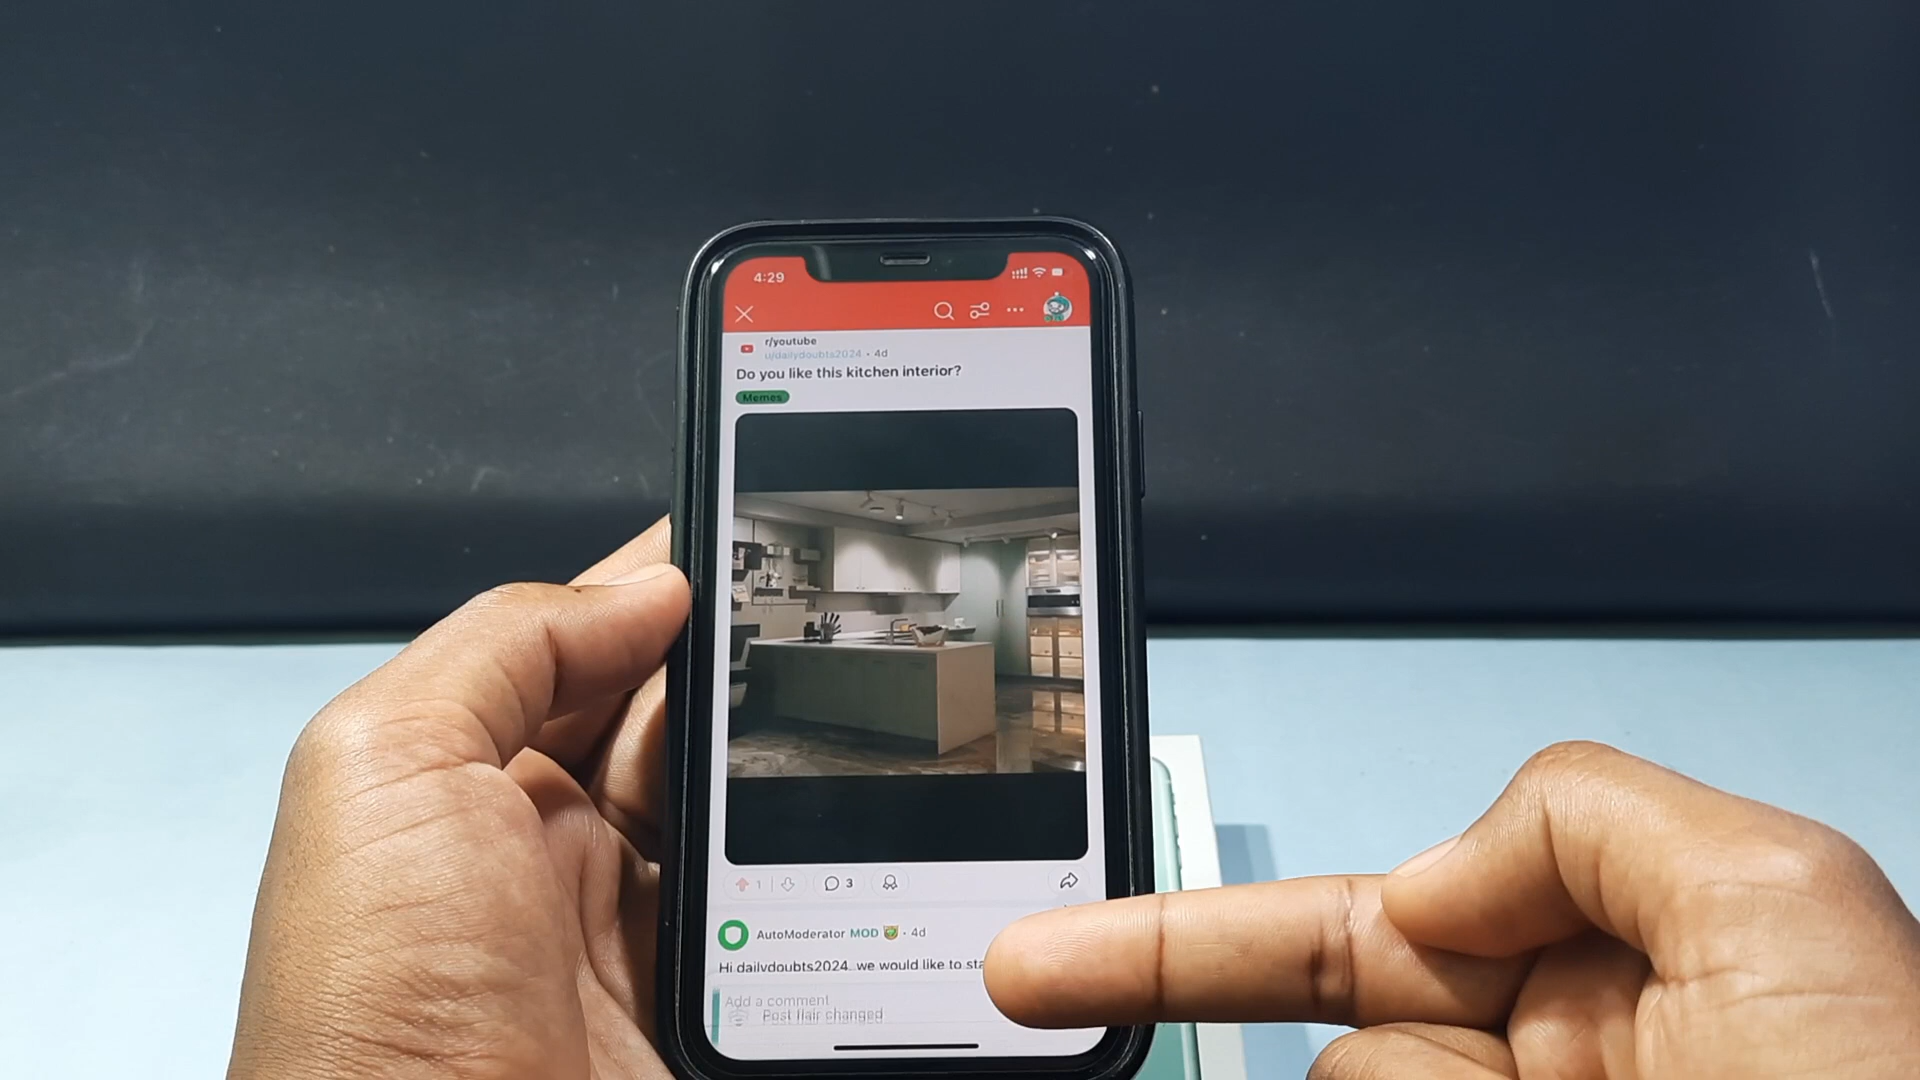 4:29
r/youtube
u/dailydoubts2024 • 4d
Do you like this kitchen interior?
Memes
1
3
AutoModerator MOD • 4d
Hi dailydoubts2024, we would like to sta
Add a comment
Post flair changed